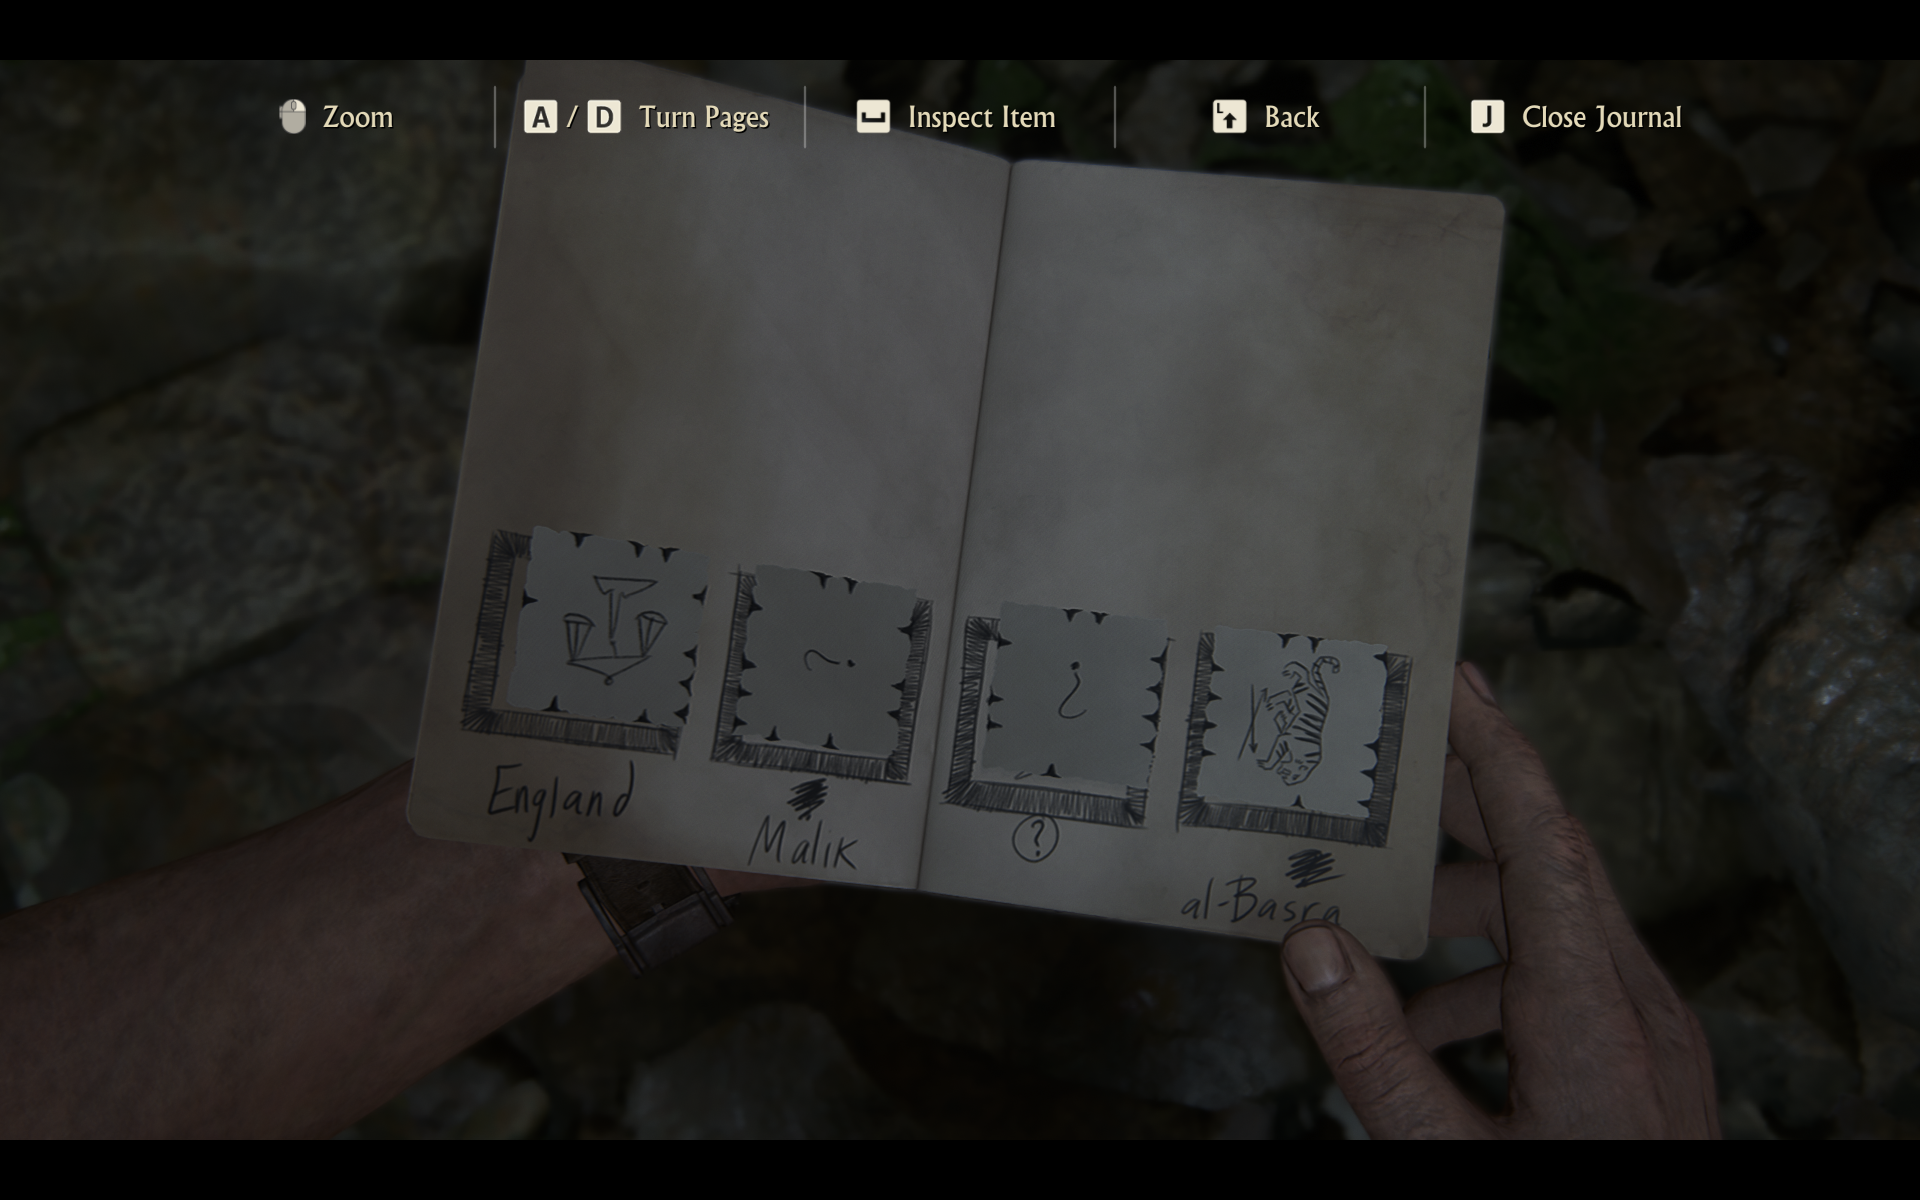 Zoom
A / D Turn Pages
Inspect Item
L Back
J Close Journal
England
Malik
?
al-Basra